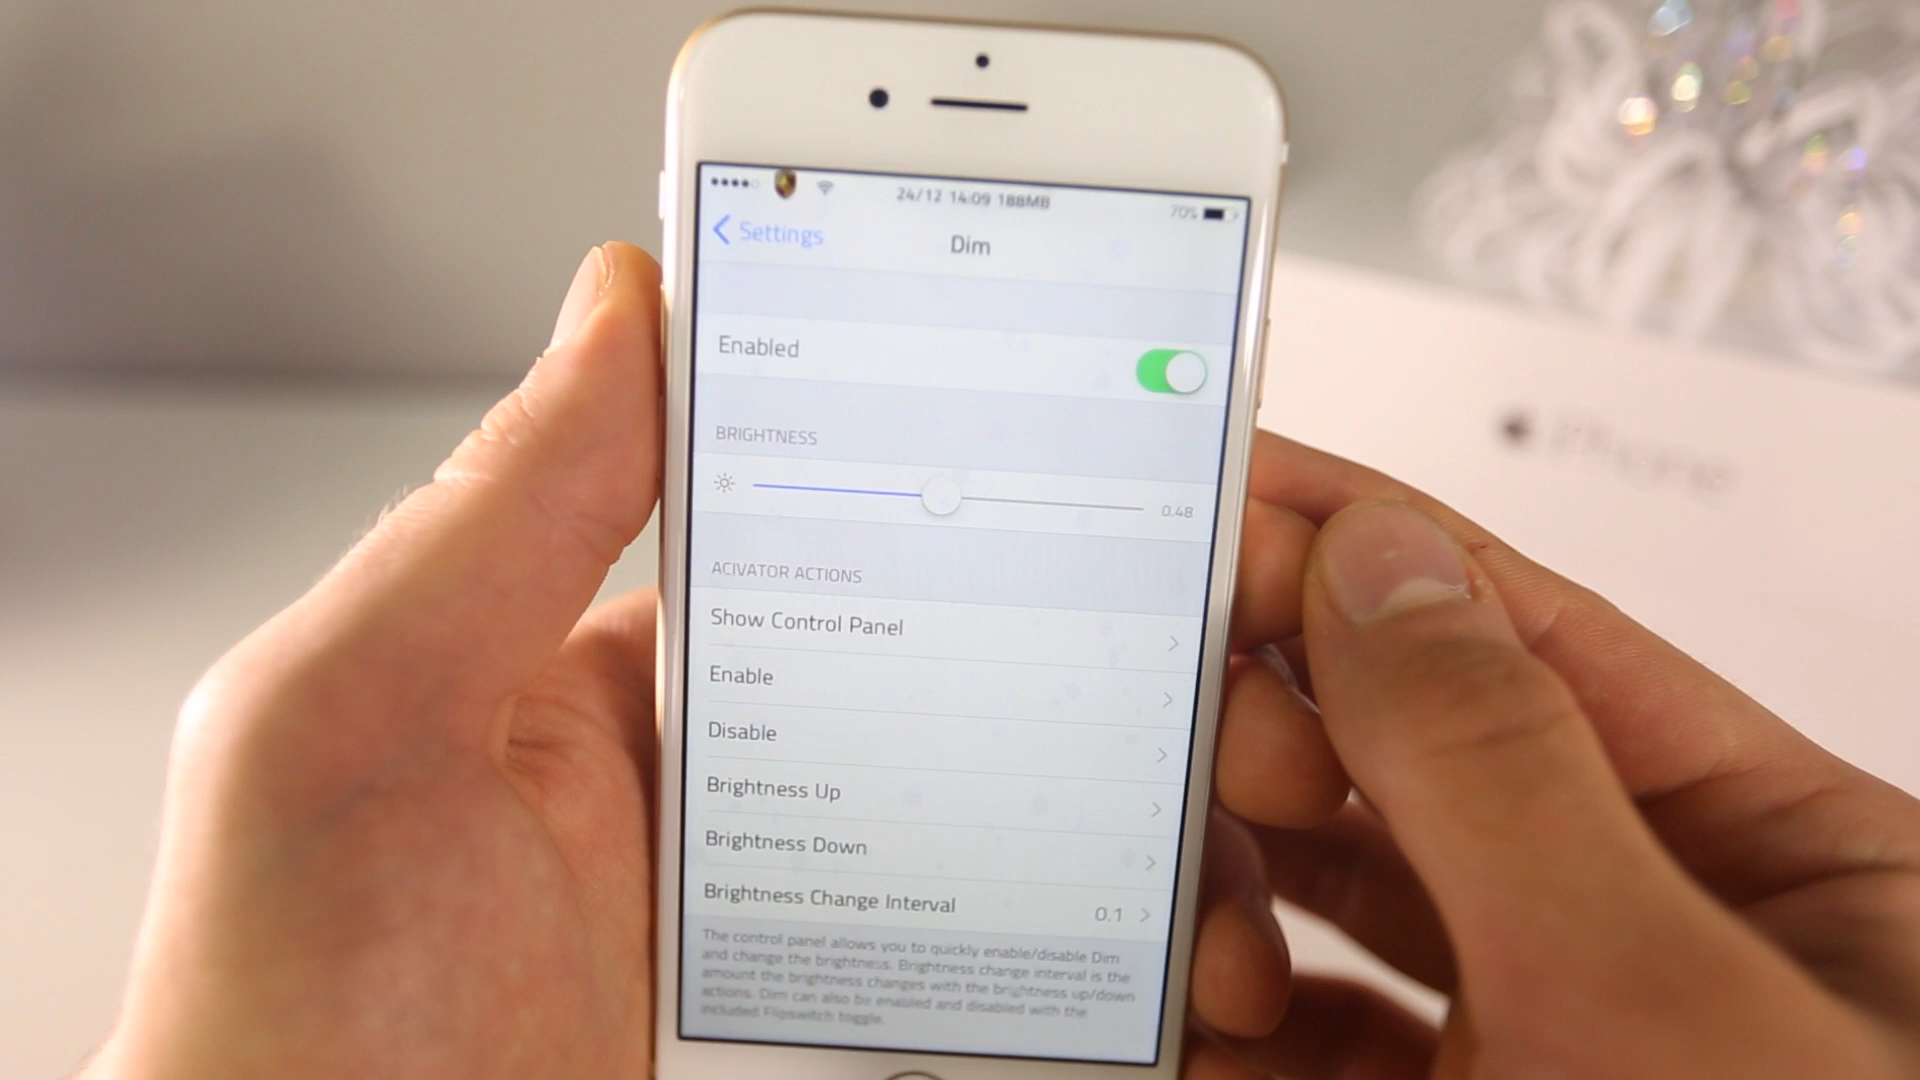 24/12 14:09 188MB
70%
Settings
Dim
Enabled
BRIGHTNESS
0.48
ACIVATOR ACTIONS
Show Control Panel
Enable
Disable
Brightness Up
Brightness Down
Brightness Change Interval 0.1
The control panel allows you to quickly enable/disable Dim
and change the brightness. Brightness change interval is the
amount the brightness changes with the brightness up/down
actions. Dim can also be enabled and disabled with the
included Flipswitch toggle.
iPhone